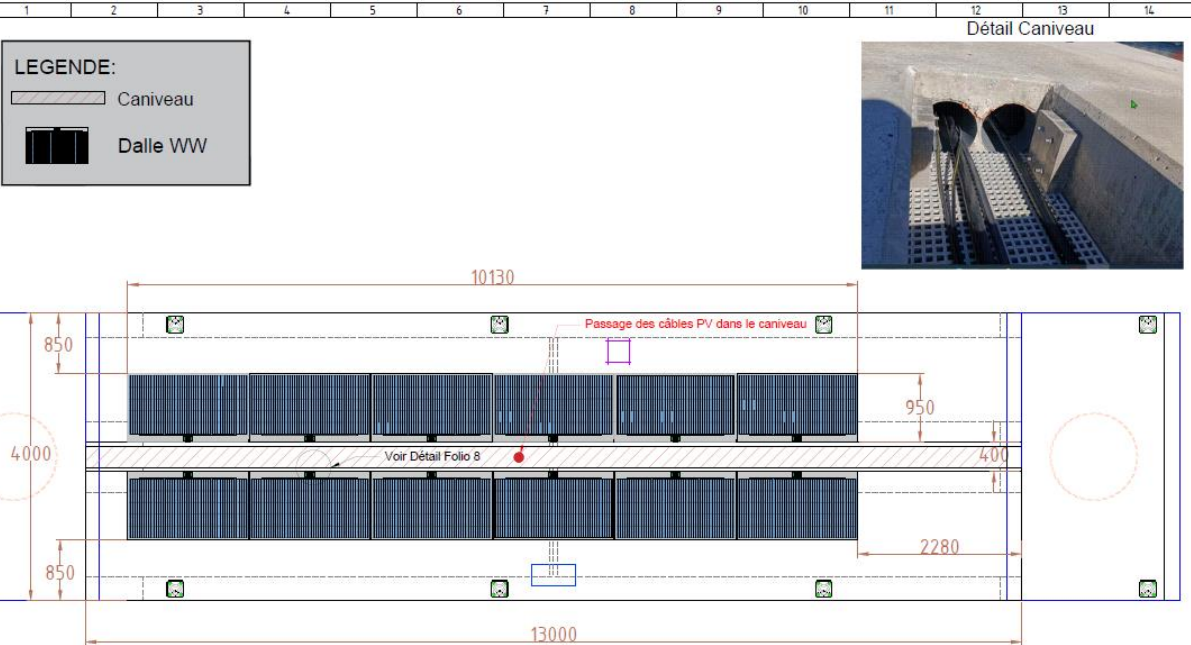 1 2 3 4 5 6 7 8 9 10 11 12 13 14
Détail Caniveau
LEGENDE:
Caniveau
Dalle WW
10130
Passage des câbles PV dans le caniveau
850
950
4000
Voir Détail Folio 8
400
2280
850
13000